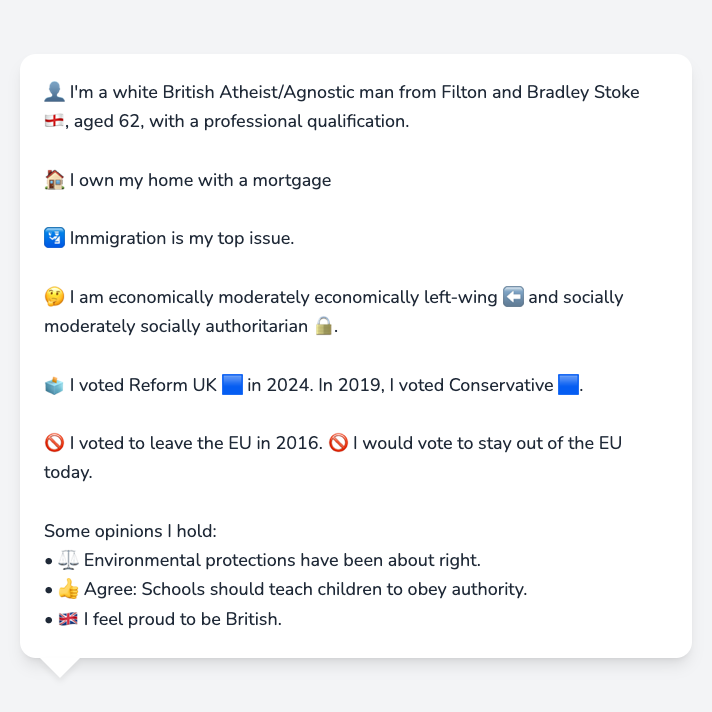 👤 I'm a white British Atheist/Agnostic man from Filton and Bradley Stoke
🏴󠁧󠁢󠁥󠁮󠁧󠁿, aged 62, with a professional qualification.
🏠 I own my home with a mortgage
🛂 Immigration is my top issue.
🤔 I am economically moderately economically left-wing ⬅️ and socially
moderately socially authoritarian 🔒.
🗳️ I voted Reform UK 🟦 in 2024. In 2019, I voted Conservative 🟦.
🚫 I voted to leave the EU in 2016. 🚫 I would vote to stay out of the EU
today.
Some opinions I hold:
• ⚖️ Environmental protections have been about right.
• 👍 Agree: Schools should teach children to obey authority.
• 🇬🇧 I feel proud to be British.